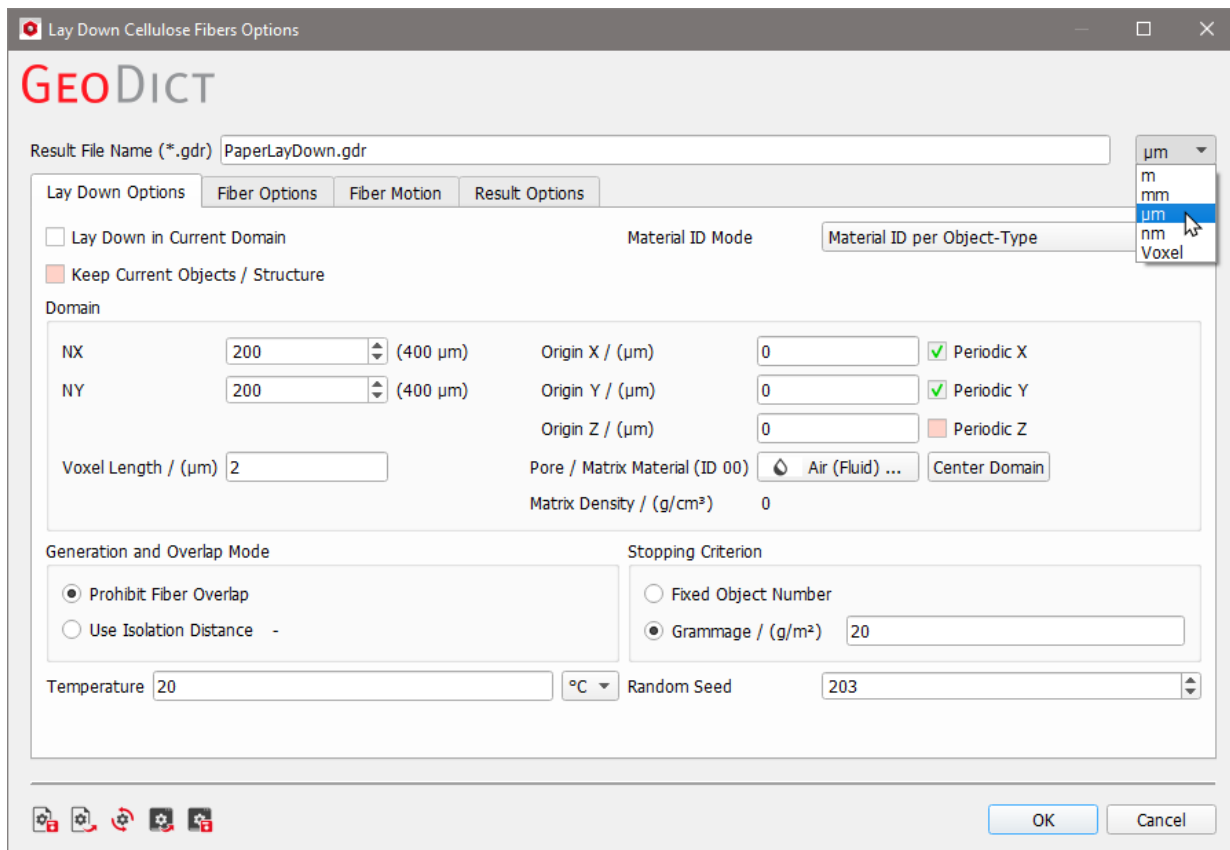 Lay Down Cellulose Fibers Options
GEODICT
Result File Name (*.gdr) PaperLayDown.gdr µm
m
mm
µm
nm
Voxel
Lay Down Options Fiber Options Fiber Motion Result Options
Lay Down in Current Domain Material ID Mode Material ID per Object-Type
Keep Current Objects / Structure
Domain
NX 200 (400 µm) Origin X / (µm) 0 Periodic X
NY 200 (400 µm) Origin Y / (µm) 0 Periodic Y
Origin Z / (µm) 0 Periodic Z
Voxel Length / (µm) 2 Pore / Matrix Material (ID 00) Air (Fluid) ... Center Domain
Matrix Density / (g/cm³) 0
Generation and Overlap Mode Stopping Criterion
Prohibit Fiber Overlap Fixed Object Number
Use Isolation Distance - Grammage / (g/m²) 20
Temperature 20 °C Random Seed 203
OK Cancel